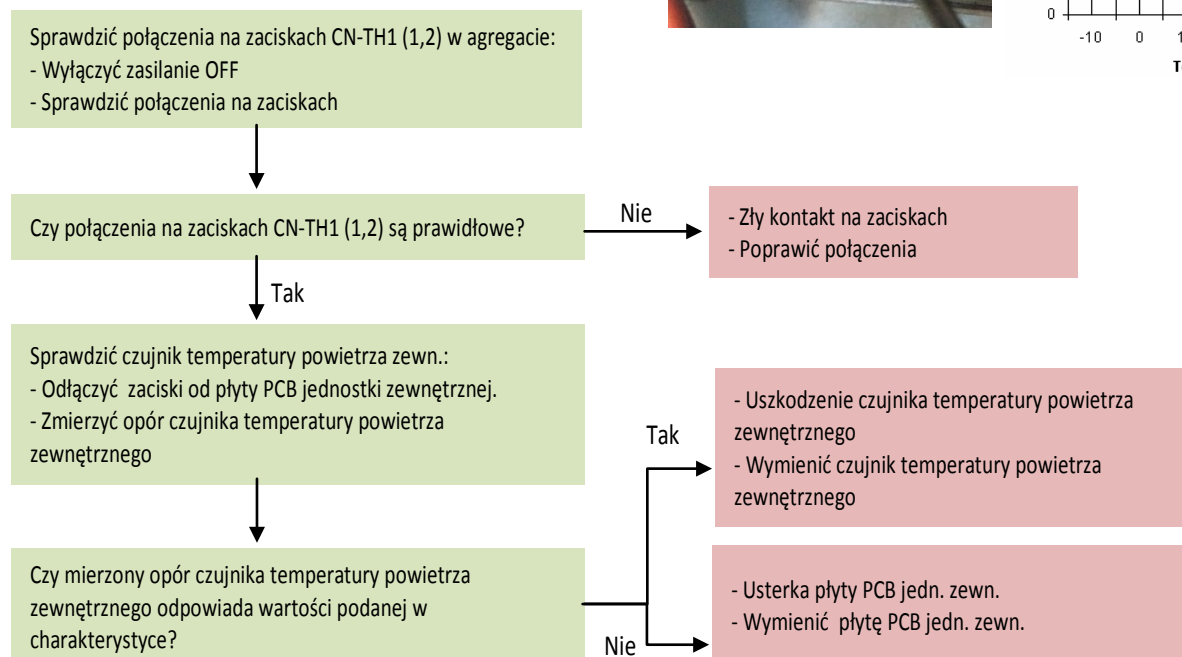 0
-10 0 1
T
Sprawdzić połączenia na zaciskach CN-TH1 (1,2) w agregacie:
- Wyłączyć zasilanie OFF
- Sprawdzić połączenia na zaciskach
Czy połączenia na zaciskach CN-TH1 (1,2) są prawidłowe?
Nie
- Zły kontakt na zaciskach
- Poprawić połączenia
Tak
Sprawdzić czujnik temperatury powietrza zewn.:
- Odłączyć zaciski od płyty PCB jednostki zewnętrznej.
- Zmierzyć opór czujnika temperatury powietrza
zewnętrznego
Tak
- Uszkodzenie czujnika temperatury powietrza
zewnętrznego
- Wymienić czujnik temperatury powietrza
zewnętrznego
Czy mierzony opór czujnika temperatury powietrza
zewnętrznego odpowiada wartości podanej w
charakterystyce?
Nie
- Usterka płyty PCB jedn. zewn.
- Wymienić płytę PCB jedn. zewn.